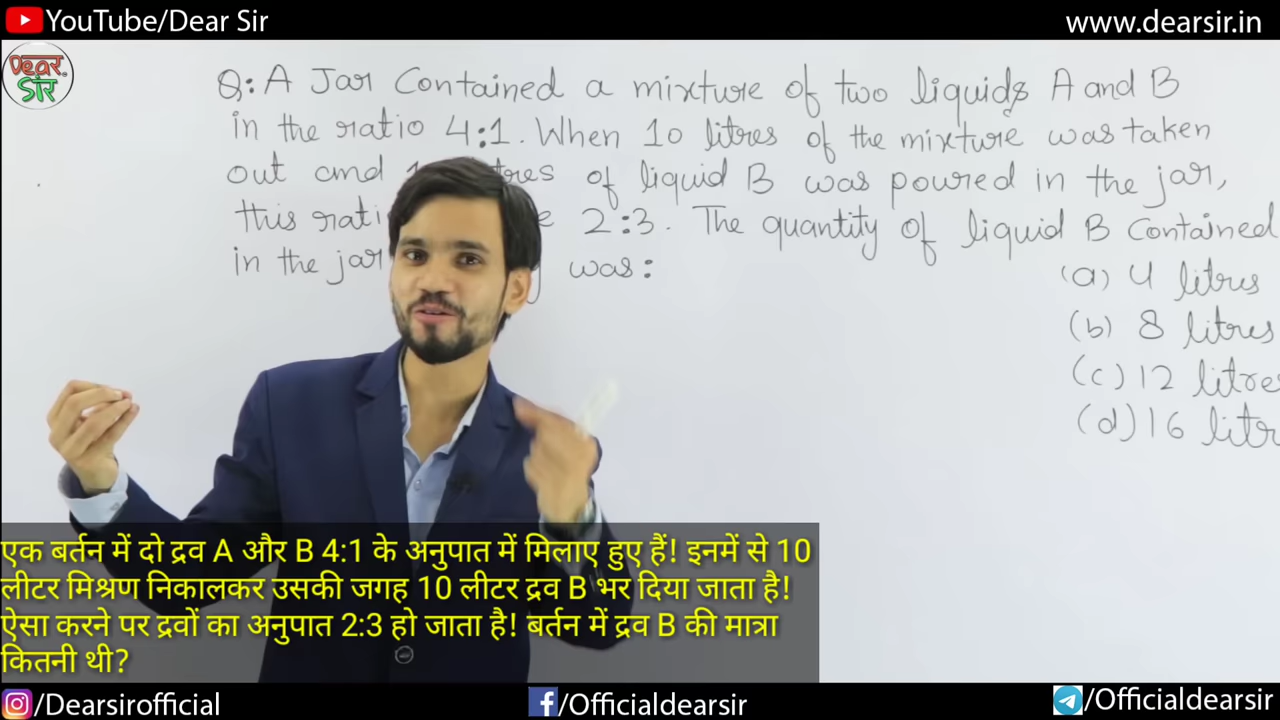 YouTube/Dear Sir
www.dearsir.in
Dear
Sir
Q: A Jar Contained a mixture of two liquids A and B
in the ratio 4:1. When 10 litres of the mixture was taken
out and of liquid B was poured in the jar,
this 2:3. The quantity of liquid B Contained
in the jar was:
(a) 4 litres
(b) 8 litres
(c) 12 litres
(d) 16
एक बर्तन में दो द्रव A और B 4:1 के अनुपात में मिलाए हुए हैं! इनमें से 10
लीटर मिश्रण निकालकर उसकी जगह 10 लीटर द्रव B भर दिया जाता है!
ऐसा करने पर द्रवों का अनुपात 2:3 हो जाता है! बर्तन में द्रव B की मात्रा
कितनी थी?
/Dearsirofficial
/Officialdearsir
/Officialdearsir